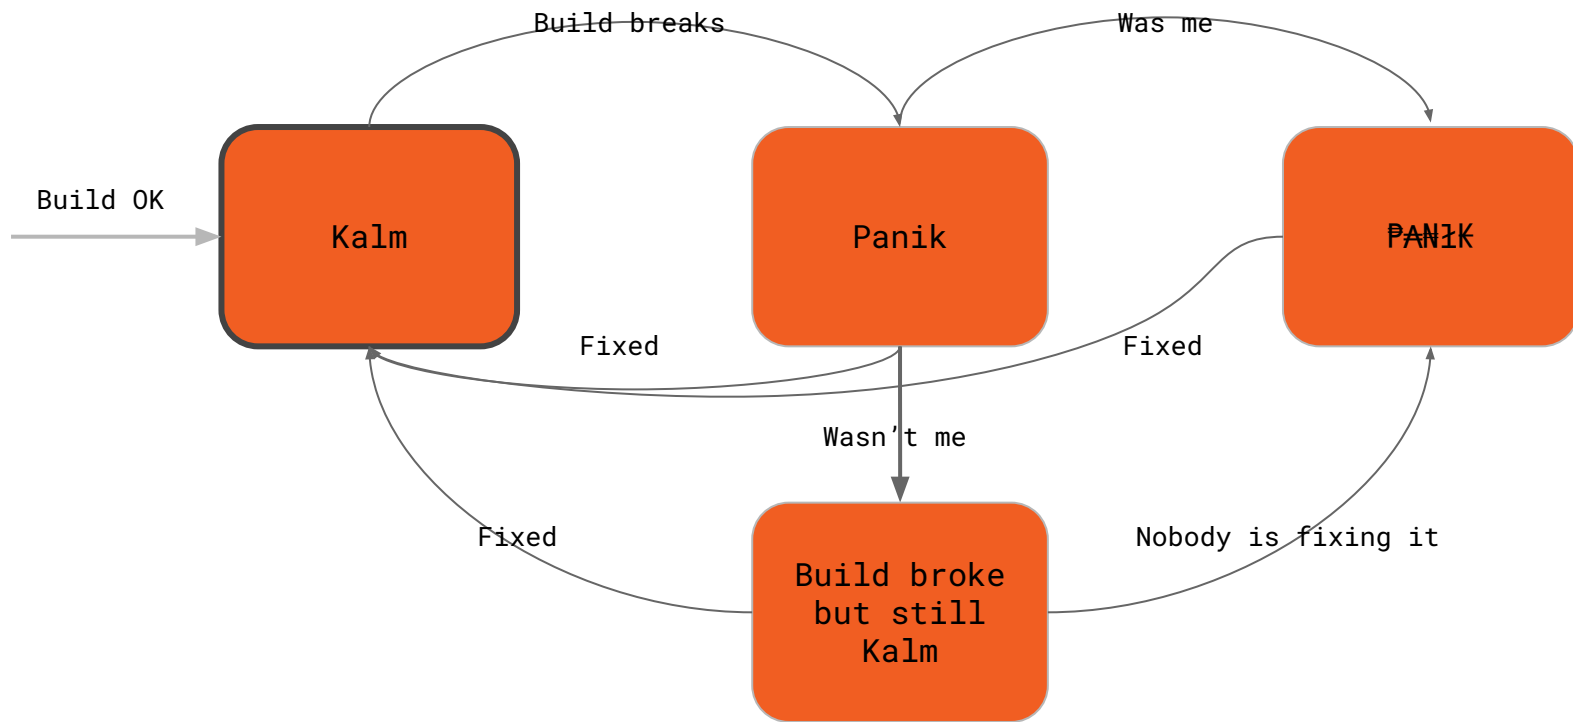 Build breaks
Was me
Build OK
Kalm
Panik
₱₳₦ł₭
Fixed
Fixed
Wasn’t me
Fixed
Nobody is fixing it
Build broke
but still
Kalm